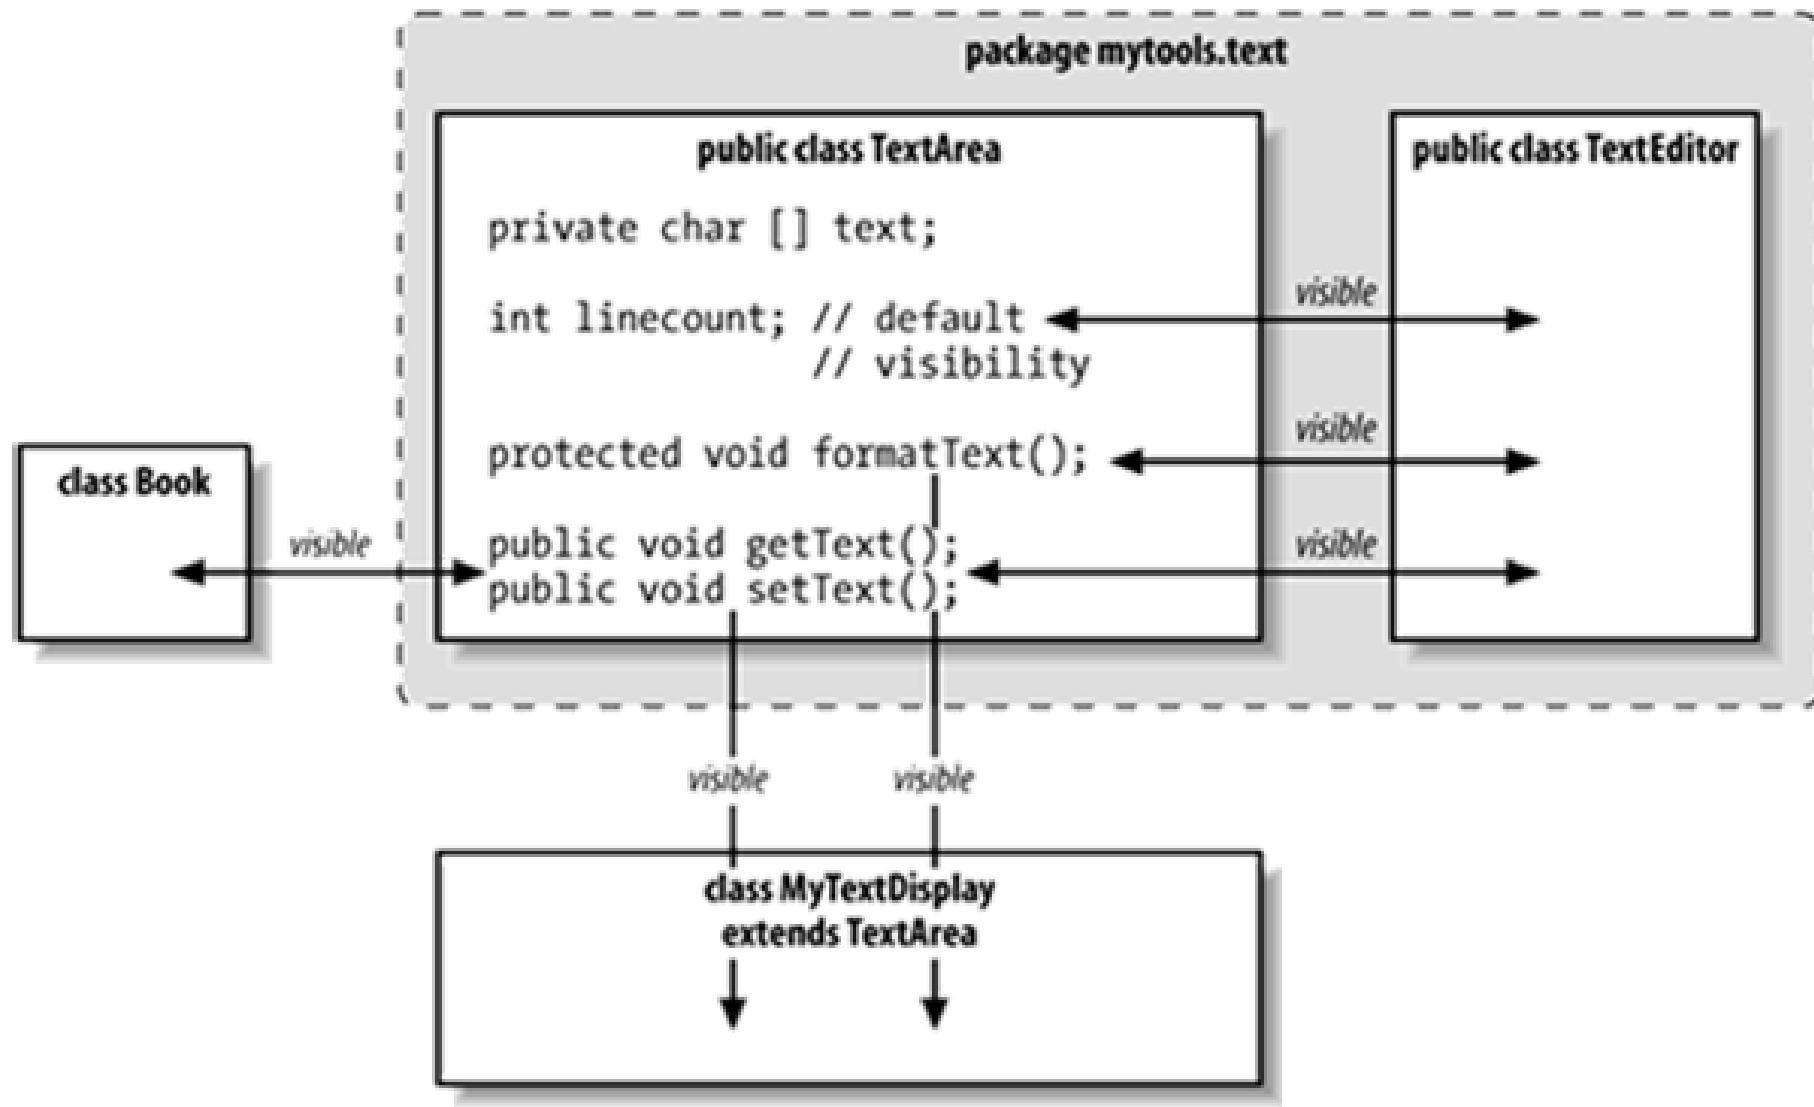 package mytools.text
public class TextArea
public class TextEditor
private char [] text;
visible
int linecount; // default
// visibility
visible
protected void formatText();
class Book
visible
visible
public void getText();
public void setText();
visible
visible
class MyTextDisplay
extends TextArea